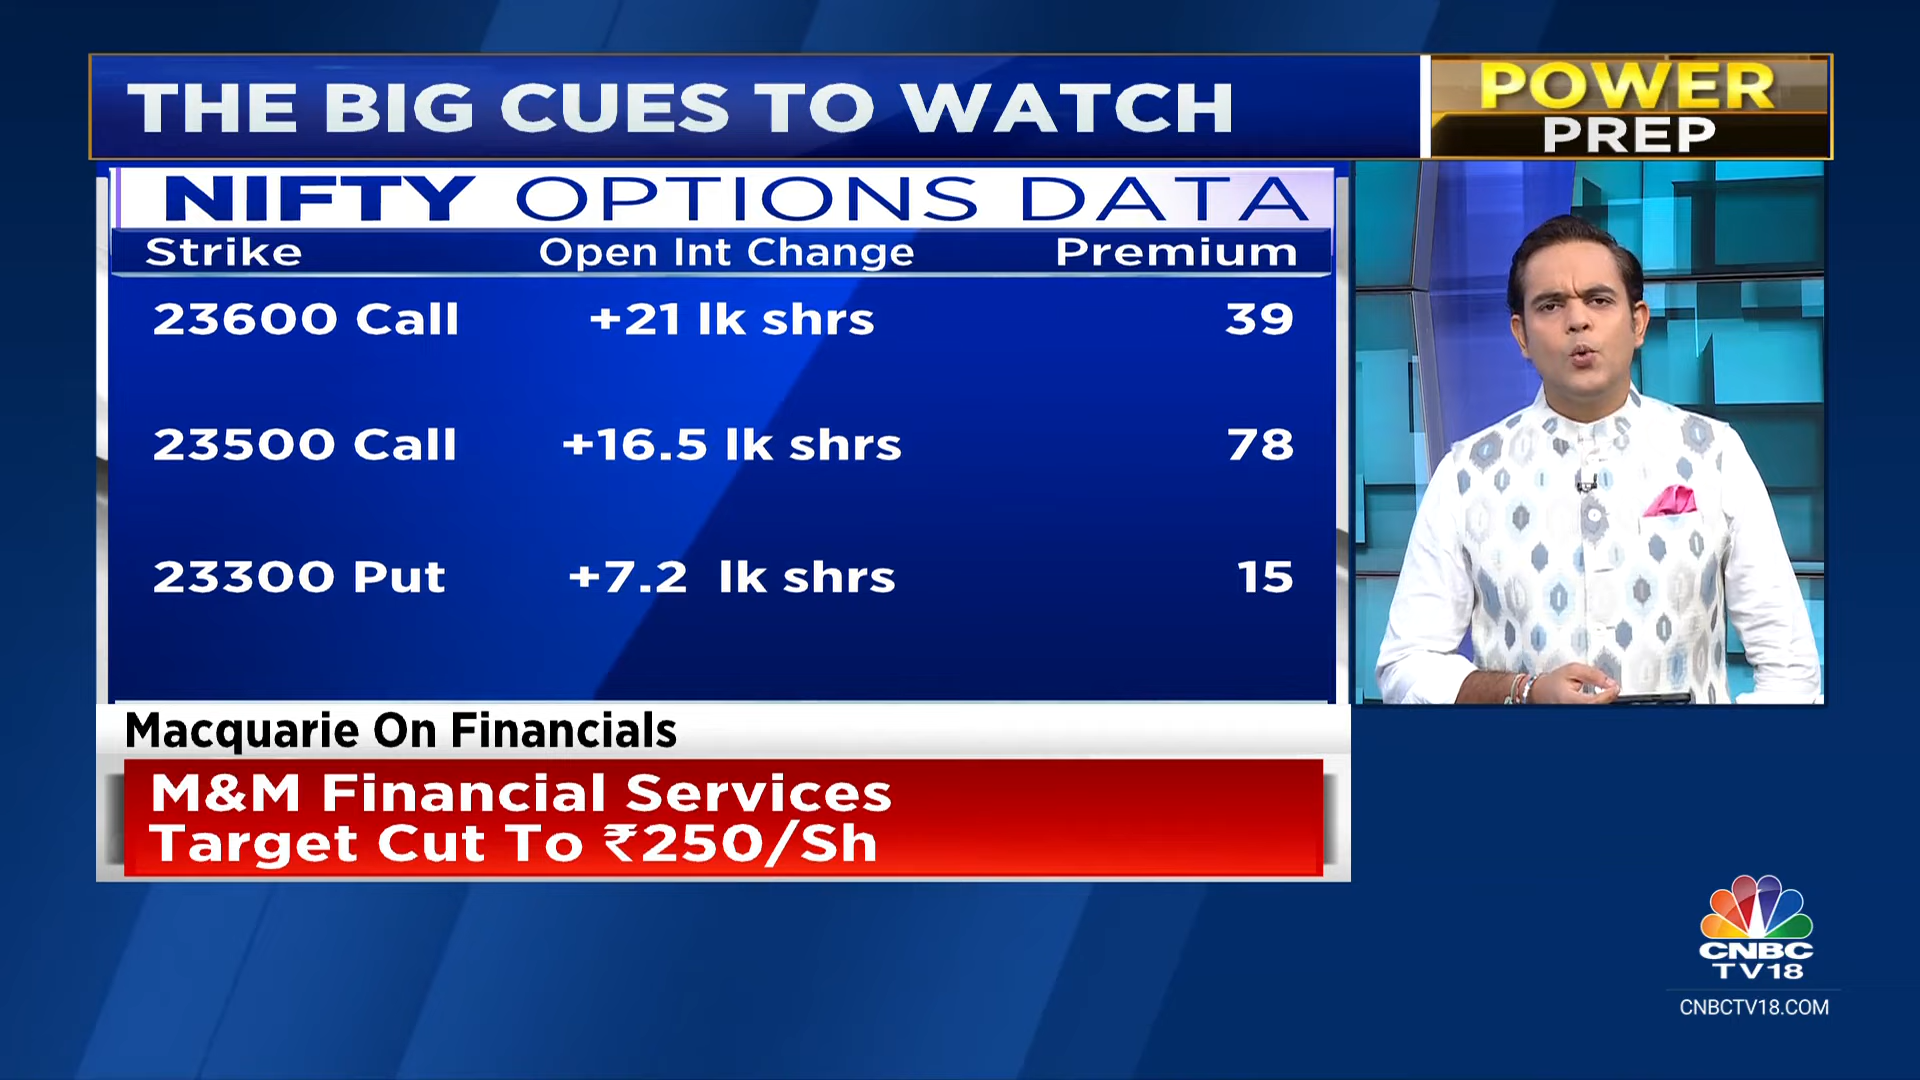 THE BIG CUES TO WATCH
POWER
PREP
NIFTY OPTIONS DATA
Strike Open Int Change Premium
23600 Call +21 lk shrs 39
23500 Call +16.5 lk shrs 78
23300 Put +7.2 lk shrs 15
Macquarie On Financials
M&M Financial Services
Target Cut To ₹250/Sh
CNBC
TV18
CNBCTV18.COM